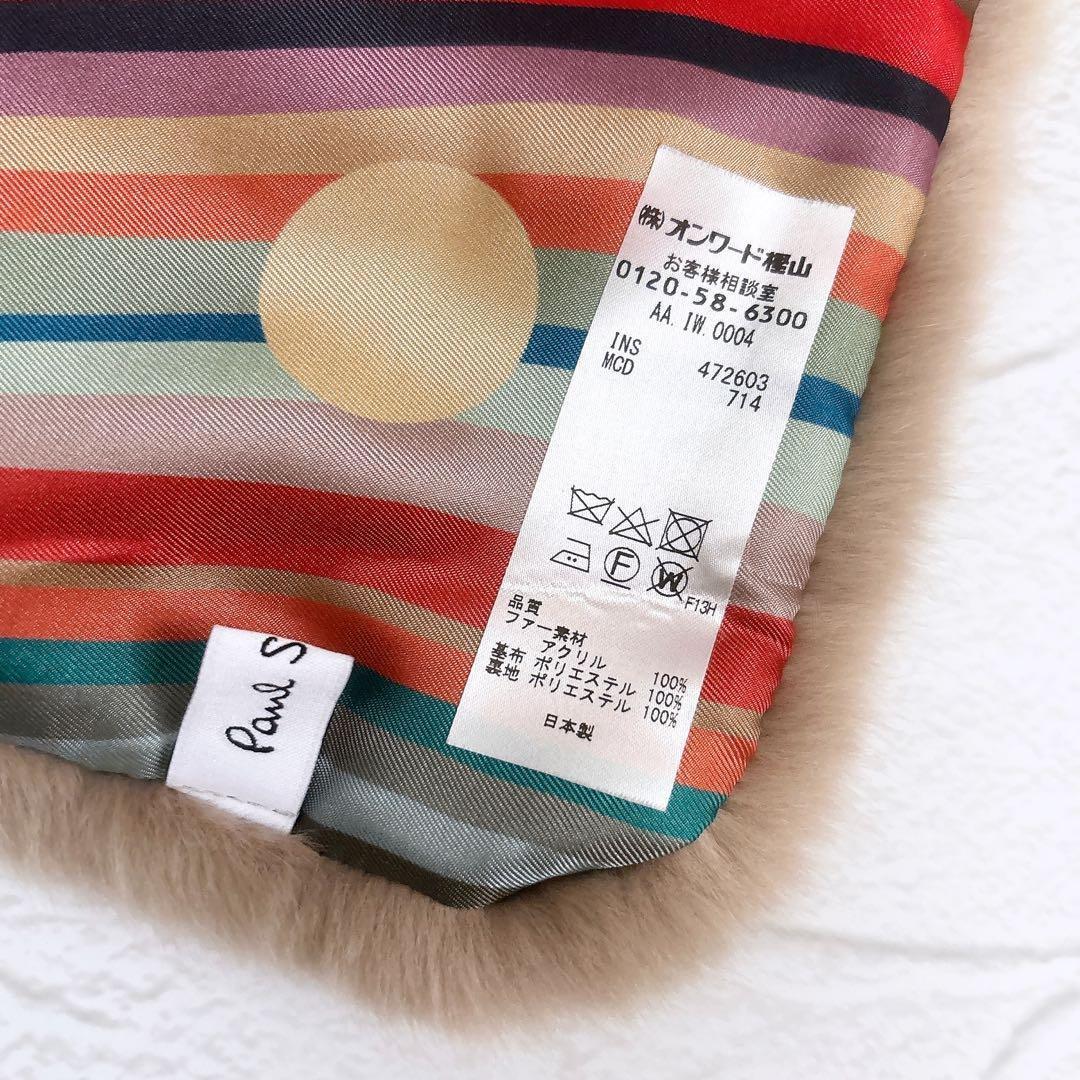 (株)オンワード樫山
お客様相談室
0120-58-6300
AA. IW. 0004
INS 472603
MCD 714
F
W
F13H
品質
ファー素材
アクリル 100%
基布 ポリエステル 100%
裏地 ポリエステル 100%
日本製
Paul S